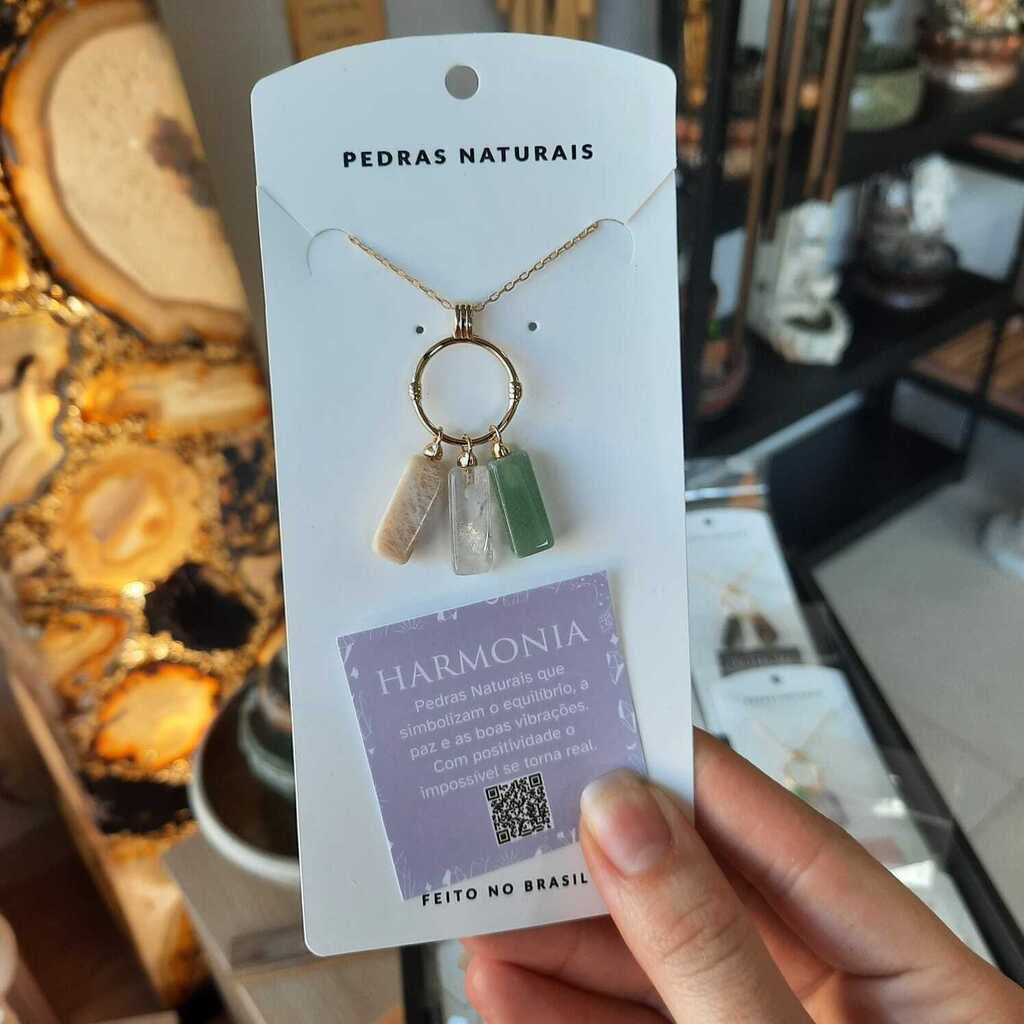 PEDRAS NATURAIS
HARMONIA
Pedras Naturais que
simbolizam o equilíbrio, a
paz e as boas vibrações.
Com positividade o
impossível se torna real.
FEITO NO BRASIL